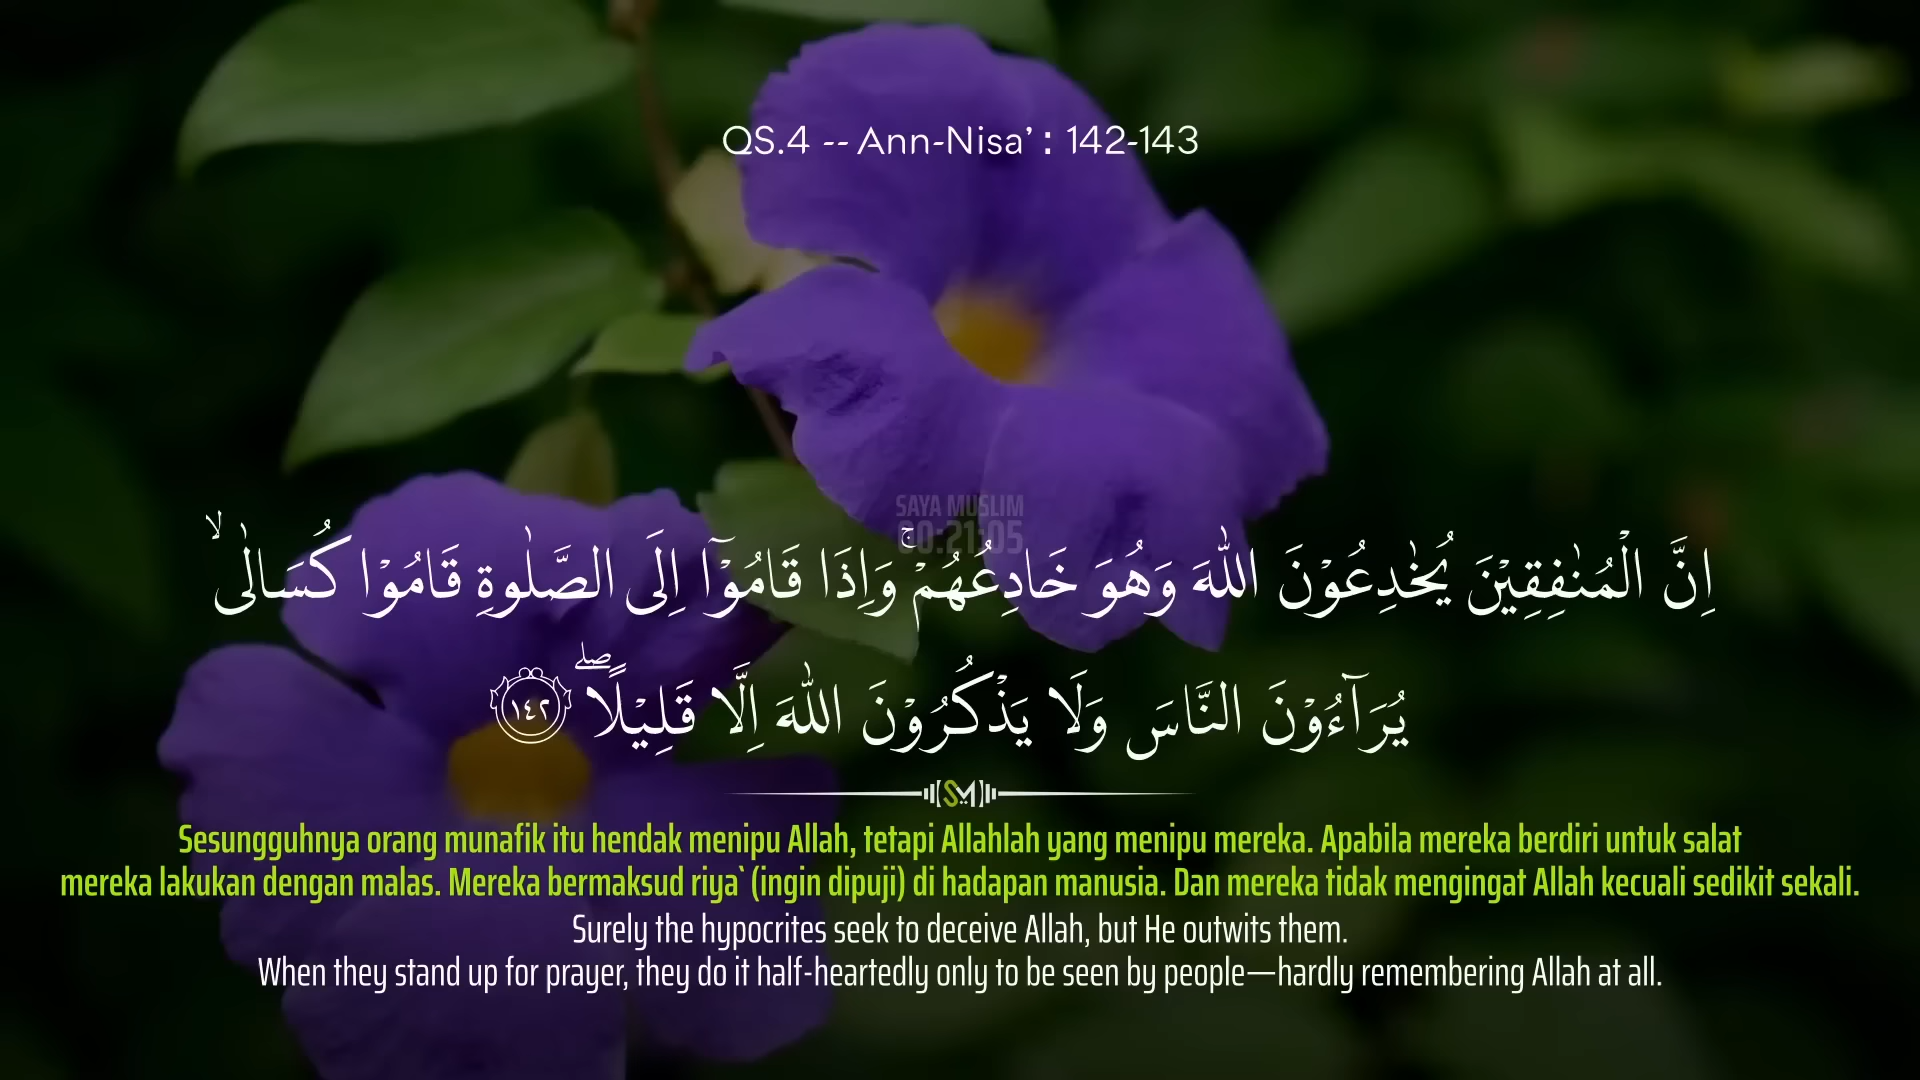 QS.4 -- Ann-Nisa’ : 142-143
SAYA MUSLIM
00:21:05
اِنَّ الْمُنٰفِقِيْنَ يُخٰدِعُوْنَ اللّٰهَ وَهُوَ خَادِعُهُمْۚ وَاِذَا قَامُوْٓا اِلَى الصَّلٰوةِ قَامُوْا كُسَالٰىۙ
يُرَاۤءُوْنَ النَّاسَ وَلَا يَذْكُرُوْنَ اللّٰهَ اِلَّا قَلِيْلًاۖ ١٤٢
SM
Sesungguhnya orang munafik itu hendak menipu Allah, tetapi Allahlah yang menipu mereka. Apabila mereka berdiri untuk salat
mereka lakukan dengan malas. Mereka bermaksud riya` (ingin dipuji) di hadapan manusia. Dan mereka tidak mengingat Allah kecuali sedikit sekali.
Surely the hypocrites seek to deceive Allah, but He outwits them.
When they stand up for prayer, they do it half-heartedly only to be seen by people—hardly remembering Allah at all.